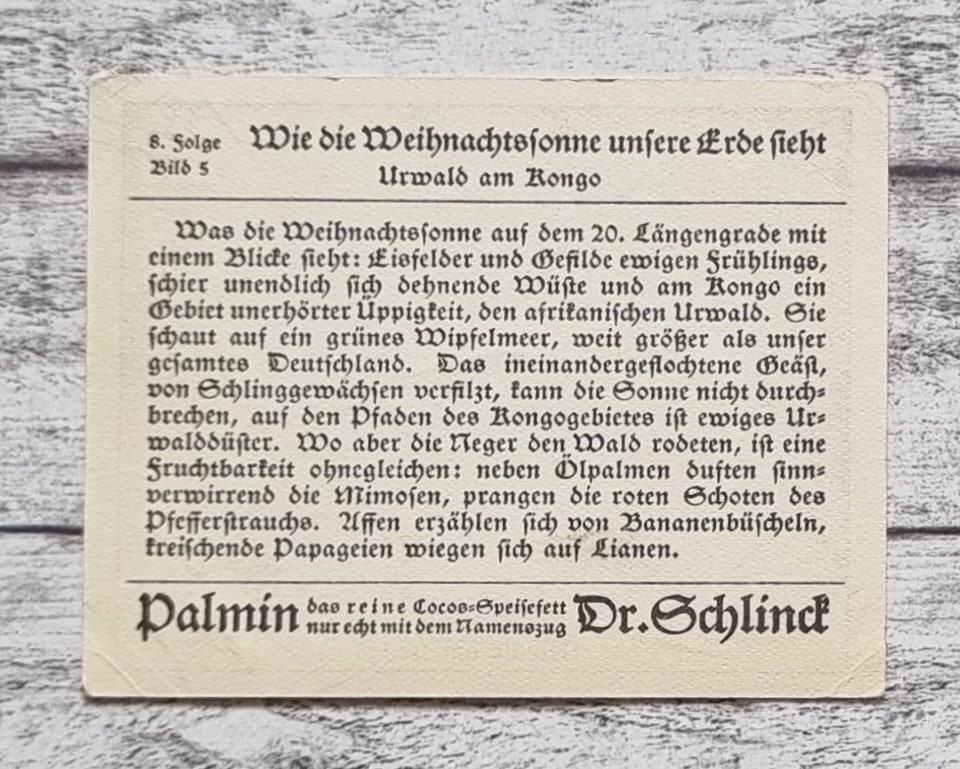 8. Folge
Bild 5
Wie die Weihnachtssonne unsere Erde sieht
Urwald am Kongo
Was die Weihnachtssonne auf dem 20. Längengrade mit
einem Blicke sieht: Eisfelder und Gefilde ewigen Frühlings,
schier unendlich sich dehnende Wüste und am Kongo ein
Gebiet unerhörter Üppigkeit, den afrikanischen Urwald. Sie
schaut auf ein grünes Wipfelmeer, weit größer als unser
gesamtes Deutschland. Das ineinandergeflochtene Geäst,
von Schlinggewächsen verfilzt, kann die Sonne nicht durch-
brechen, auf den Pfaden des Kongogebietes ist ewiges Ur-
walddüster. Wo aber die Neger den Wald rodeten, ist eine
Fruchtbarkeit ohnegleichen: neben Ölpalmen duften sinn-
verwirrend die Mimosen, prangen die roten Schoten des
Pfefferstrauchs. Affen erzählen sich von Bananenbüscheln,
kreischende Papageien wiegen sich auf Lianen.
Palmin das reine Cocos-Speisefett Dr. Schlinck
nur echt mit dem Namenszug